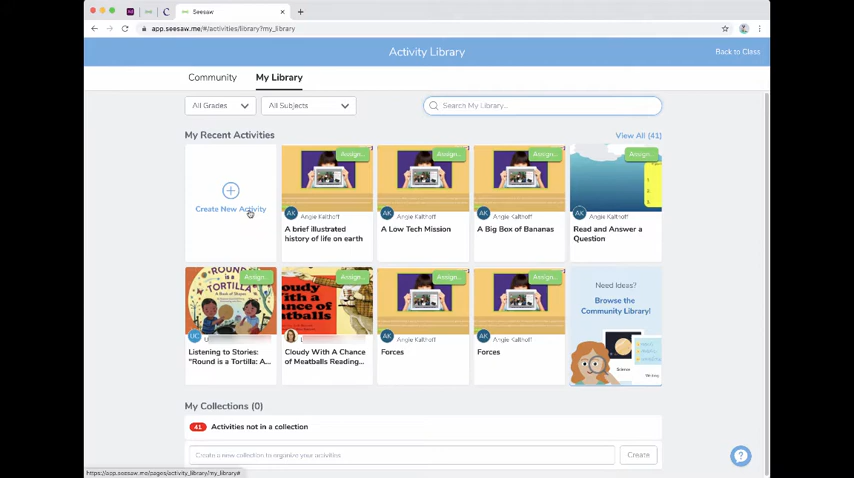 Seesaw
app.seesaw.me/#/activities/library?my_library
Activity Library
Back to Class
Community
My Library
All Grades
All Subjects
Search My Library...
My Recent Activities
View All (41)
Create New Activity
Assign...
AK
Angie Kalthoff
A brief illustrated
history of life on earth
Assign...
AK
Angie Kalthoff
A Low Tech Mission
Assign...
AK
Angie Kalthoff
A Big Box of Bananas
Assign...
AK
Angie Kalthoff
Read and Answer a
Question
Assign...
ROUND
TORTILLA
UC
Listening to Stories:
"Round is a Tortilla: A...
Assign...
Cloudy With A Chance
of Meatballs Reading...
Assign...
AK
Angie Kalthoff
Forces
Assign...
AK
Angie Kalthoff
Forces
Need Ideas?
Browse the
Community Library!
Science
Writing
My Collections (0)
41
Activities not in a collection
Create a new collection to organize your activities
Create
https://app.seesaw.me/pages/activity_library?my_library#